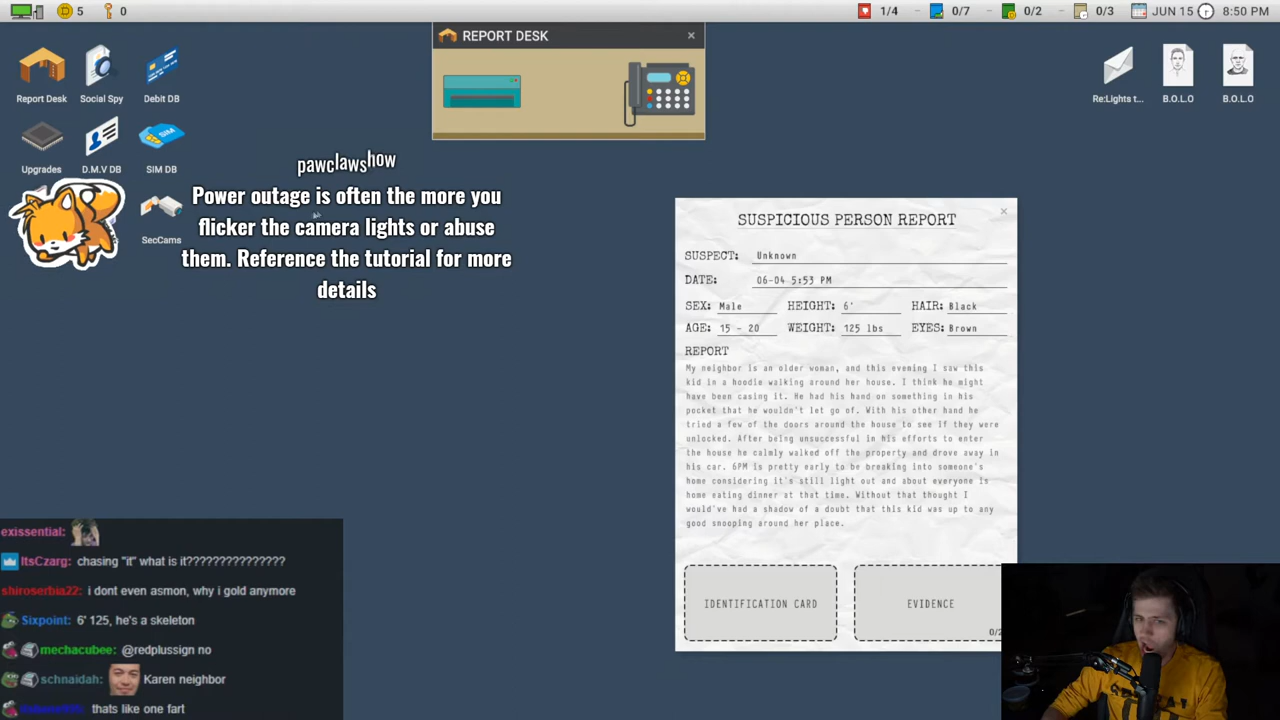 5
0
1/4
0/7
0/2
0/3
JUN 15
8:50 PM
REPORT DESK
×
Report Desk
Social Spy
Debit DB
Upgrades
D.M.V DB
SIM DB
SIM
SecCams
Re:Lights t...
B.O.L.O
B.O.L.O
pawclawshow
Power outage is often the more you
flicker the camera lights or abuse
them. Reference the tutorial for more
details
SUSPICIOUS PERSON REPORT
×
SUSPECT: Unknown
DATE: 06-04 5:53 PM
SEX: Male HEIGHT: 6' HAIR: Black
AGE: 15 - 20 WEIGHT: 125 lbs EYES: Brown
REPORT
My neighbor is an older woman, and this evening I saw this
kid in a hoodie walking around her house. I think he might
have been casing it. He had his hand on something in his
pocket that he wouldn't let go of. With his other hand he
tried a few of the doors around the house to see if they were
unlocked. After being unsuccessful in his efforts to enter
the house he calmly walked off the property and drove away in
his car. 6PM is pretty early to be breaking into someone's
home considering it's still light out and about everyone is
home eating dinner at that time. Without that thought I
would've had a shadow of a doubt that this kid was up to any
good snooping around her place.
IDENTIFICATION CARD
EVIDENCE
exissential:
ItsCzarg: chasing "it" what is it???????????????
shiroserbia22: i dont even asmon, why i gold anymore
Sixpoint: 6' 125, he's a skeleton
mechacubee: @redplussign no
schnaidah: Karen neighbor
thats like one fart